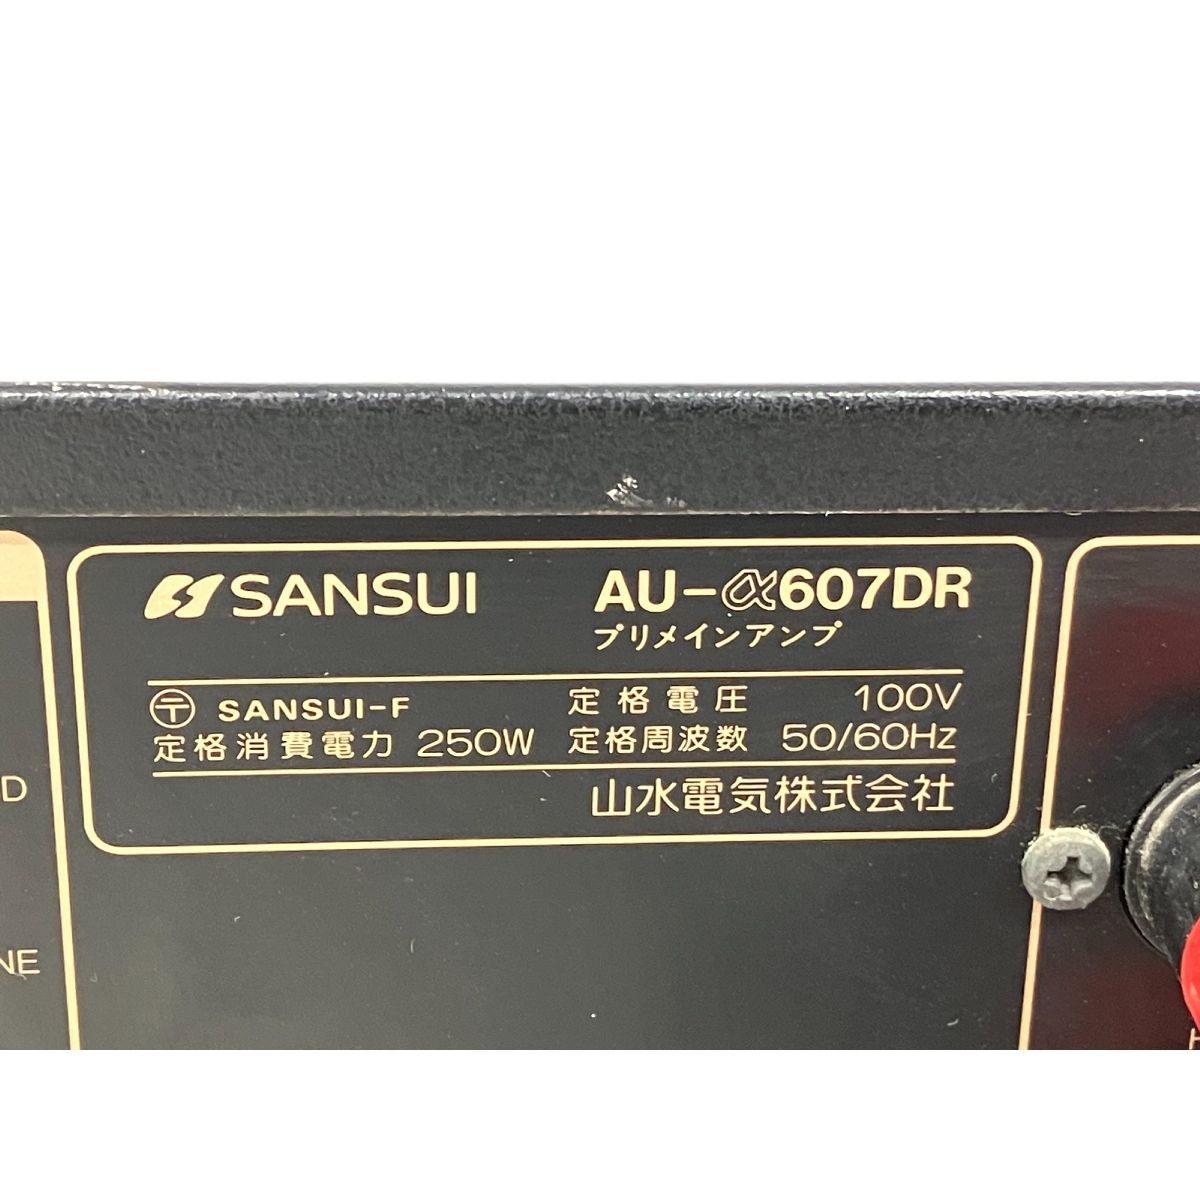 SANSUI
AU-α607DR
プリメインアンプ
〒 SANSUI-F
定格電圧 100V
定格消費電力 250W
定格周波数 50/60Hz
山水電気株式会社
D
NE
H